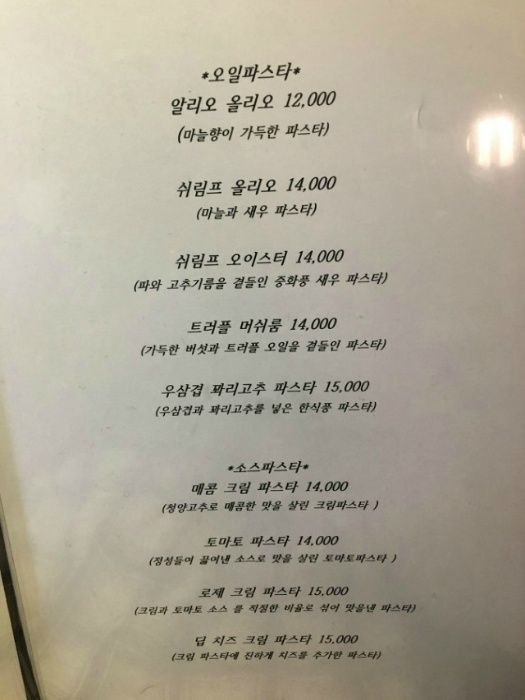 *오일파스타*
알리오 올리오 12,000
(마늘향이 가득한 파스타)
쉬림프 올리오 14,000
(마늘과 새우 파스타)
쉬림프 오이스터 14,000
(파와 고추기름을 곁들인 중화풍 새우 파스타)
트러플 머쉬룸 14,000
(가득한 버섯과 트러플 오일을 곁들인 파스타)
우삼겹 꽈리고추 파스타 15,000
(우삼겹과 꽈리고추를 넣은 한식풍 파스타)
*소스파스타*
매콤 크림 파스타 14,000
(청양고추로 매콤한 맛을 살린 크림파스타 )
토마토 파스타 14,000
(정성들여 끓여낸 소스로 맛을 살린 토마토파스타 )
로제 크림 파스타 15,000
(크림과 토마토 소스 를 적절한 비율로 섞어 맛을낸 파스타)
딥 치즈 크림 파스타 15,000
(크림 파스타에 진하게 치즈를 추가한 파스타)